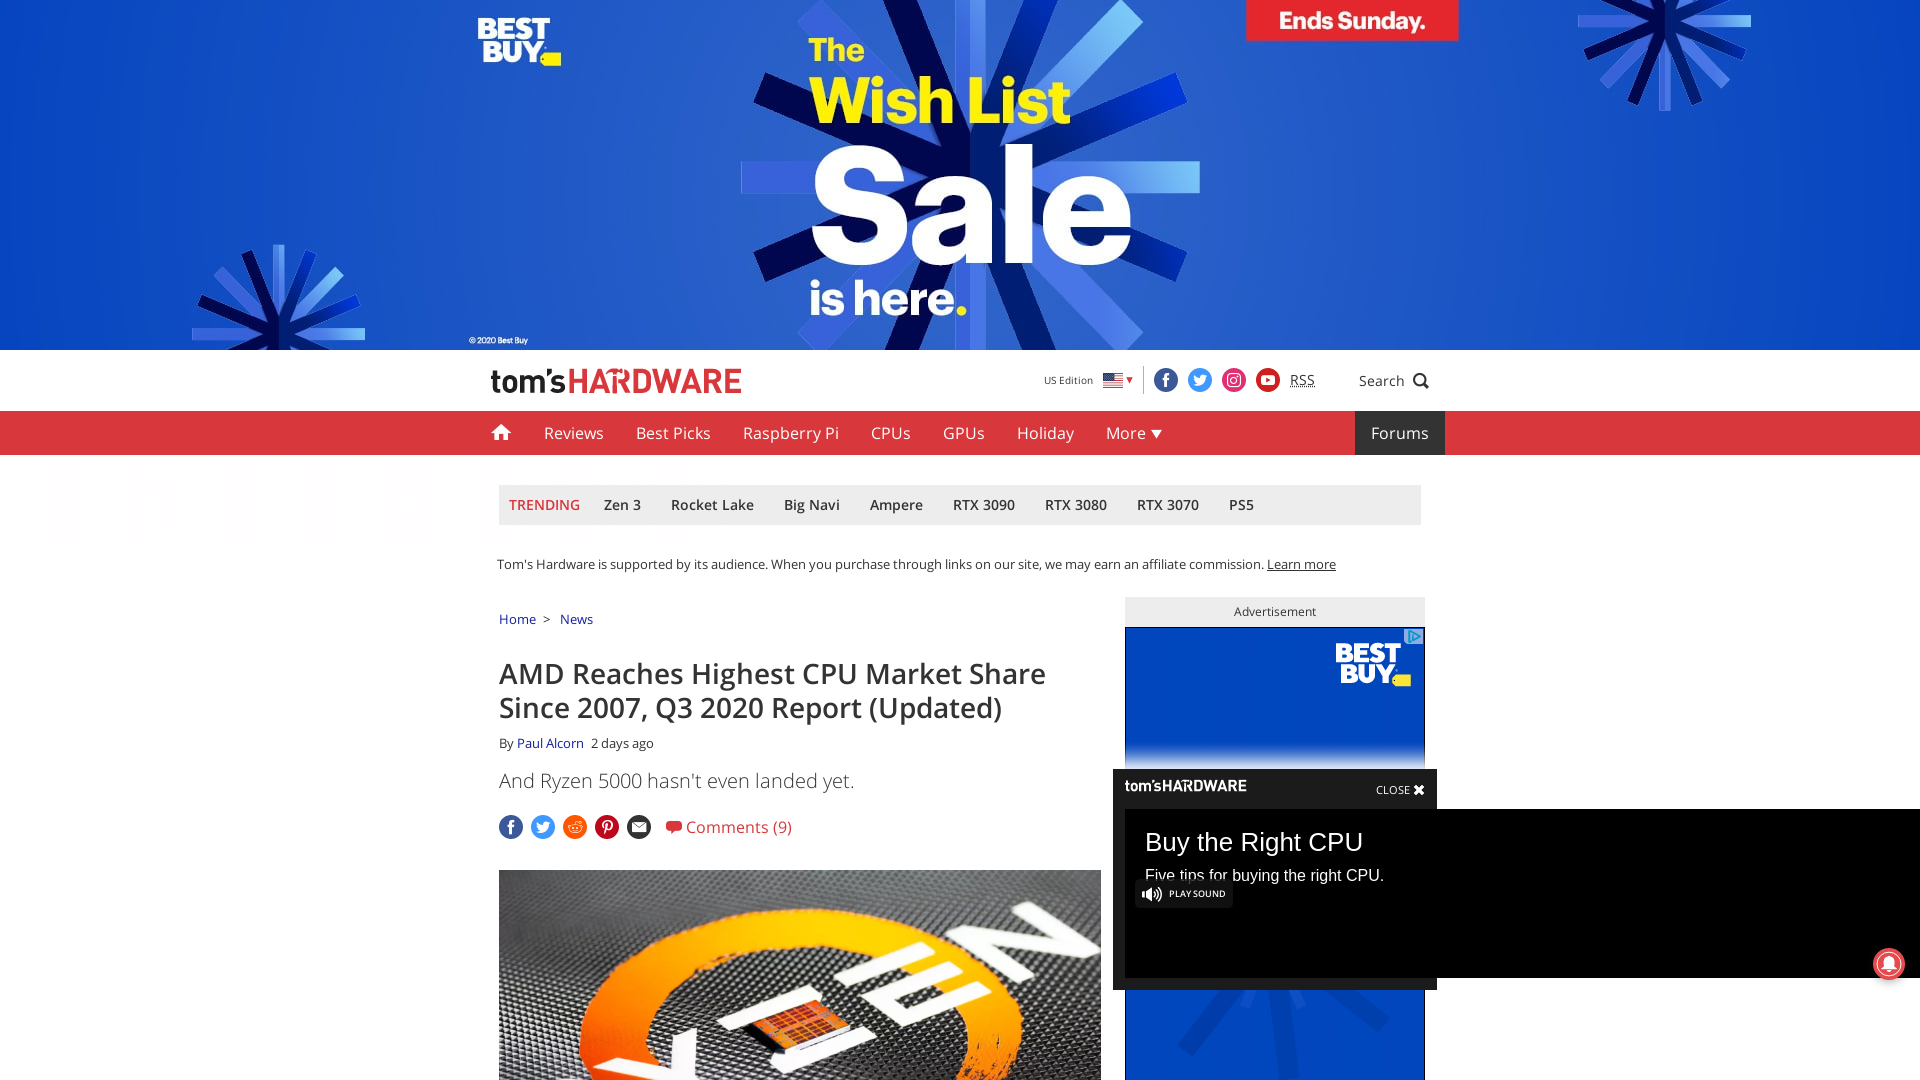 BEST
BUY
Ends Sunday.
The
Wish List
Sale
is here.
© 2020 Best Buy
tom'sHARDWARE
US Edition
RSS
Search
Reviews
Best Picks
Raspberry Pi
CPUs
GPUs
Holiday
More
Forums
TRENDING
Zen 3
Rocket Lake
Big Navi
Ampere
RTX 3090
RTX 3080
RTX 3070
PS5
Tom's Hardware is supported by its audience. When you purchase through links on our site, we may earn an affiliate commission. Learn more
Home > News
AMD Reaches Highest CPU Market Share
Since 2007, Q3 2020 Report (Updated)
By Paul Alcorn 2 days ago
And Ryzen 5000 hasn't even landed yet.
Comments (9)
ZEN
X
Advertisement
BEST
BUY
tom'sHARDWARE
CLOSE
Buy the Right CPU
Five tips for buying the right CPU.
PLAY SOUND